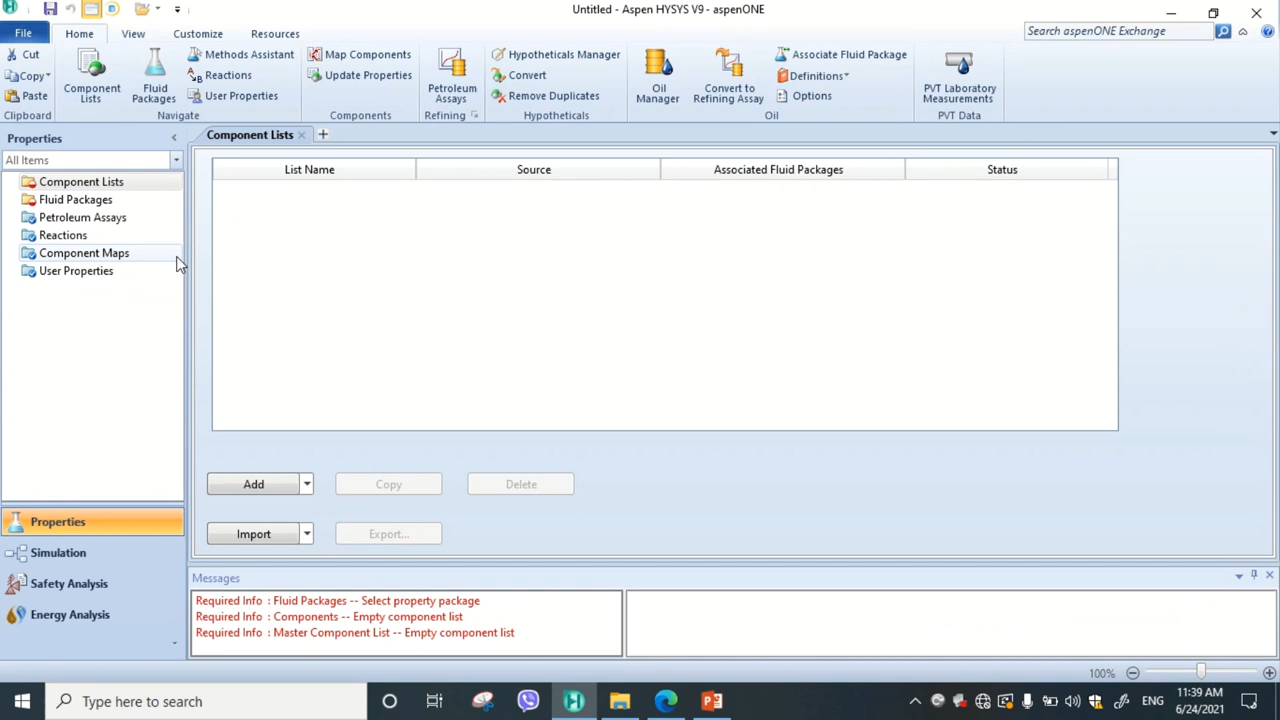 Untitled - Aspen HYSYS V9 - aspenONE
File
Home
View
Customize
Resources
Search aspenONE Exchange
Cut
Copy
Paste
Clipboard
Component Lists
Fluid Packages
Methods Assistant
Reactions
User Properties
Navigate
Map Components
Update Properties
Components
Petroleum Assays
Refining
Hypotheticals Manager
Convert
Remove Duplicates
Hypotheticals
Oil Manager
Convert to Refining Assay
Associate Fluid Package
Definitions
Options
Oil
PVT Laboratory Measurements
PVT Data
Properties
All Items
Component Lists
Fluid Packages
Petroleum Assays
Reactions
Component Maps
User Properties
Properties
Simulation
Safety Analysis
Energy Analysis
Component Lists
List Name
Source
Associated Fluid Packages
Status
Add
Copy
Delete
Import
Export...
Messages
Required Info : Fluid Packages -- Select property package
Required Info : Components -- Empty component list
Required Info : Master Component List -- Empty component list
100%
Type here to search
ENG
11:39 AM
6/24/2021